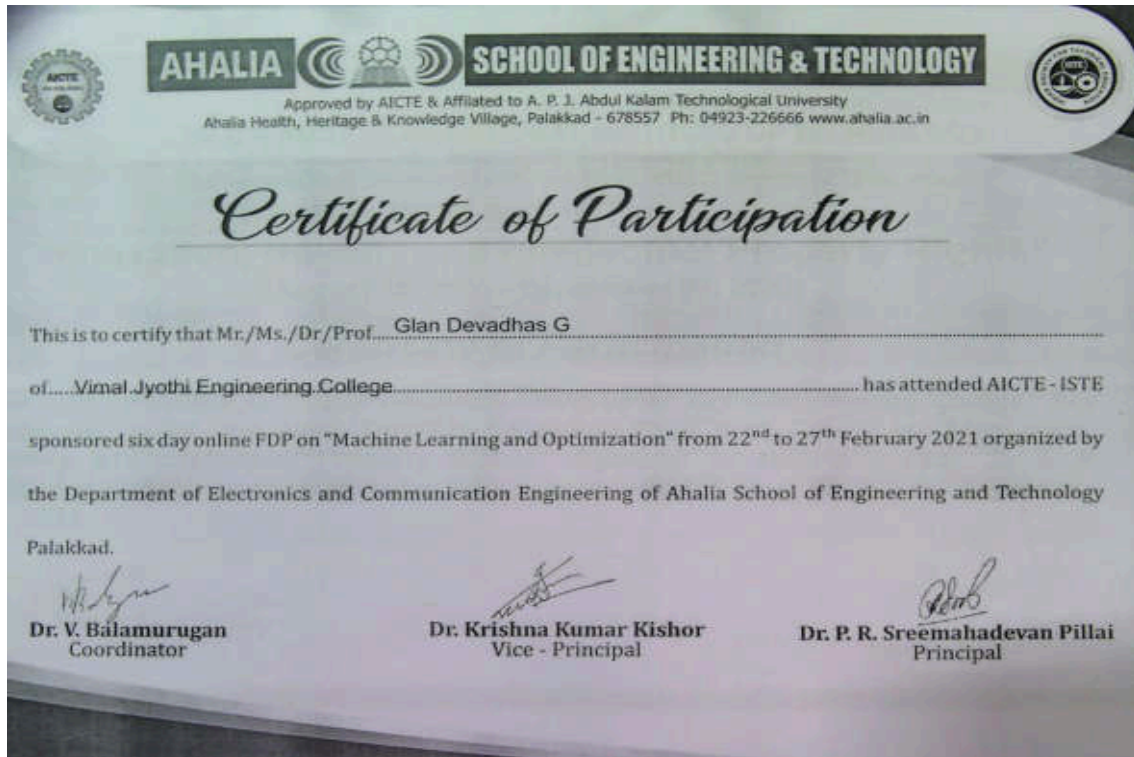 AHALIA SCHOOL OF ENGINEERING & TECHNOLOGY
Approved by AICTE & Affilated to A. P. J. Abdul Kalam Technological University
Ahalia Health, Heritage & Knowledge Village, Palakkad - 678557 Ph: 04923-226666 www.ahalia.ac.in
AICTE
ISTE
Certificate of Participation
This is to certify that Mr./Ms./Dr/Prof.... Glan Devadhas G
of.....Vimal Jyothi Engineering College has attended AICTE - ISTE
sponsored six day online FDP on "Machine Learning and Optimization" from 22nd to 27th February 2021 organized by
the Department of Electronics and Communication Engineering of Ahalia School of Engineering and Technology
Palakkad.
Dr. V. Balamurugan
Coordinator
Dr. Krishna Kumar Kishor
Vice - Principal
Dr. P. R. Sreemahadevan Pillai
Principal